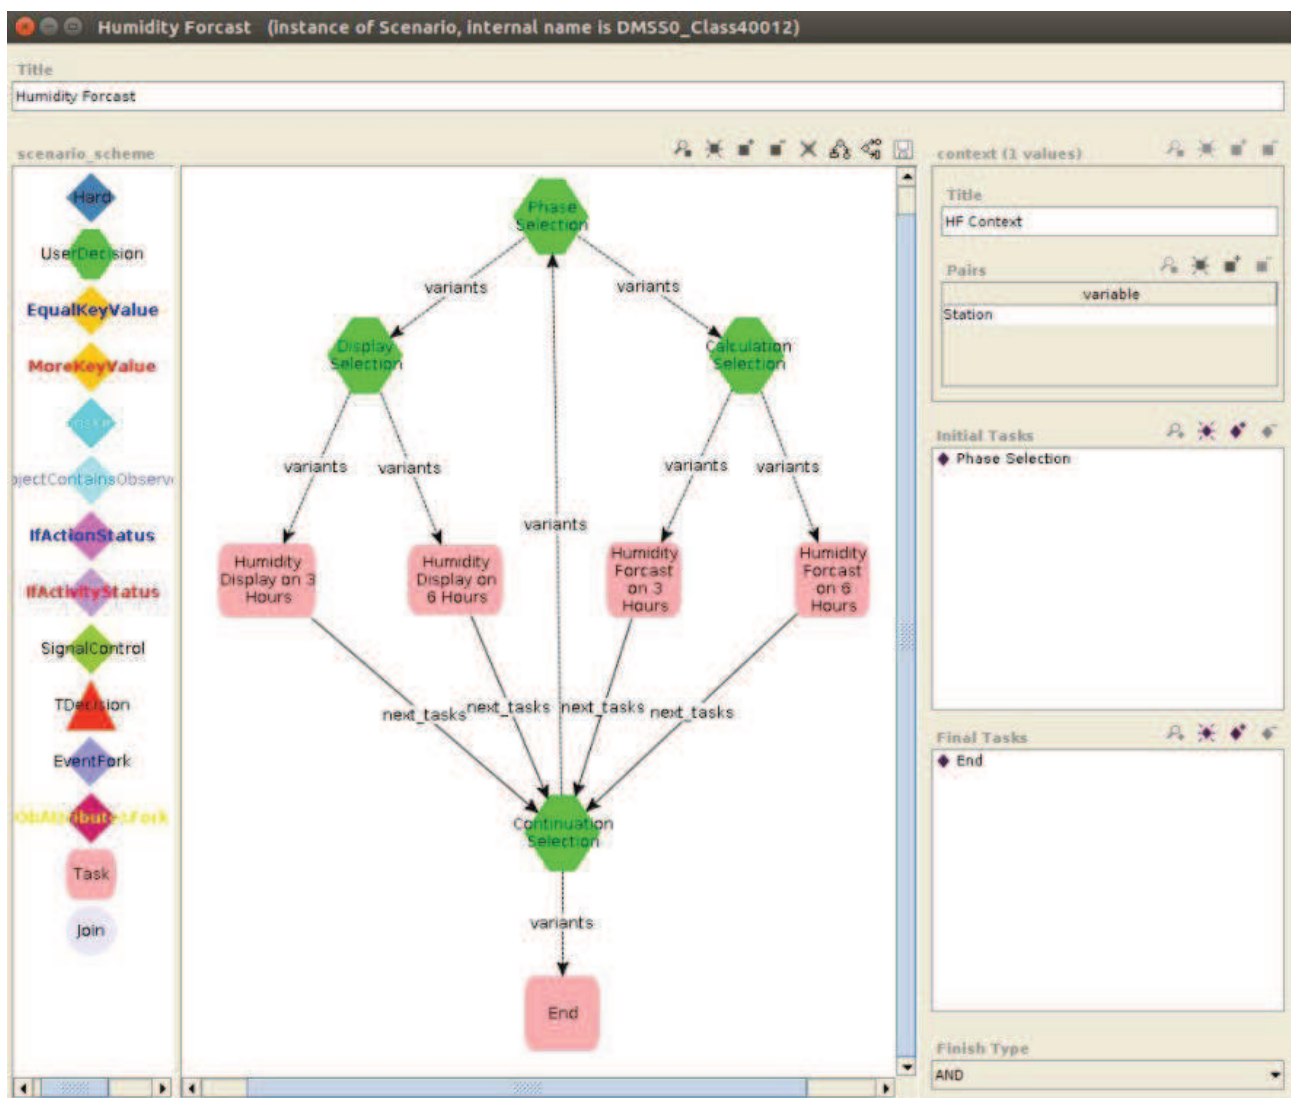 Humidity Forcast (instance of Scenario, internal name is DMSS0_Class40012)
Title
Humidity Forcast
scenario_scheme
Hard
UserDecision
EqualKeyValue
MoreKeyValue
jectContainsObserv
IfActionStatus
IfActivityStatus
SignalControl
TDecision
EventFork
ObAttributesFork
Task
Join
Phase
Selection
variants
variants
Display
Selection
Calculation
Selection
variants
variants
variants
variants
variants
Humidity
Display on 3
Hours
Humidity
Display on
6 Hours
Humidity
Forcast
on 3
Hours
Humidity
Forcast
on 6
Hours
next_tasks
next_tasks
next_tasks
next_tasks
Continuation
Selection
variants
End
context (1 values)
Title
HF Context
Pairs
variable
Station
Initial Tasks
Phase Selection
Final Tasks
End
Finish Type
AND